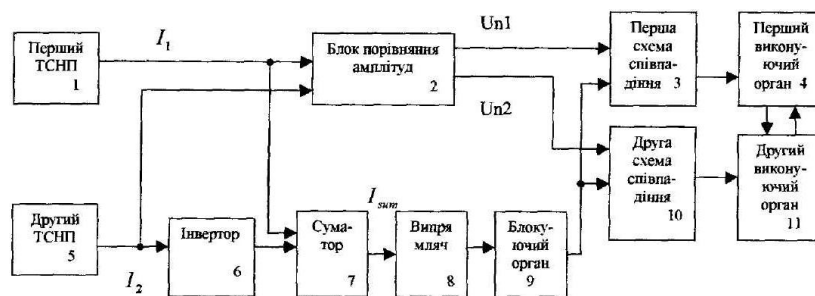 Перший
ТСНП
1
I1
Блок порівняння
амплітуд
2
Un1
Un2
Перша
схема
співпа-
діння 3
Перший
викону-
ючий
орган 4
Друга
схема
співпа-
діння
10
Другий
викону-
ючий
орган
11
Другий
ТСНП
5
I2
Інвертор
6
Сума-
тор
7
Isum
Випря
мляч
8
Блоку-
ючий
орган
9